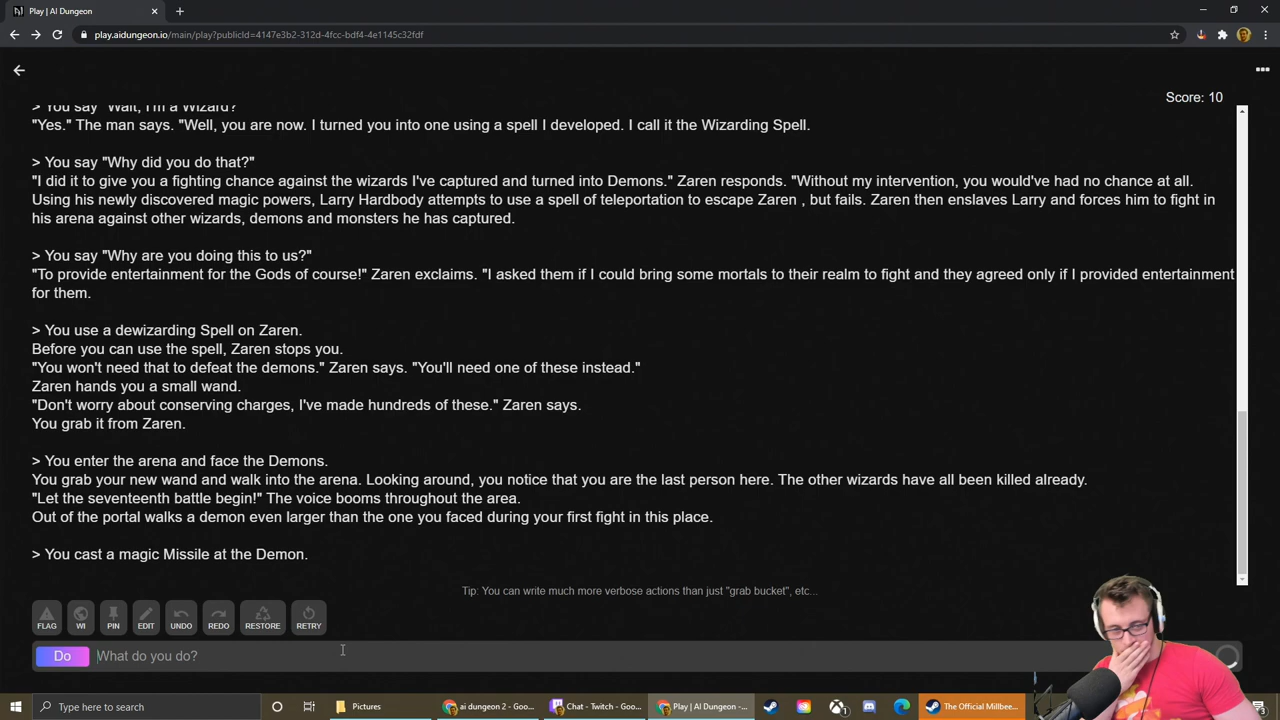 Play | AI Dungeon
play.aidungeon.io/main/play?publicId=4147e3b2-312d-4fcc-bdf4-4e1145c32fdf
Score: 10
> You say "Wait, I'm a Wizard?"
"Yes." The man says. "Well, you are now. I turned you into one using a spell I developed. I call it the Wizarding Spell.
> You say "Why did you do that?"
"I did it to give you a fighting chance against the wizards I've captured and turned into Demons." Zaren responds. "Without my intervention, you would've had no chance at all.
Using his newly discovered magic powers, Larry Hardbody attempts to use a spell of teleportation to escape Zaren , but fails. Zaren then enslaves Larry and forces him to fight in
his arena against other wizards, demons and monsters he has captured.
> You say "Why are you doing this to us?"
"To provide entertainment for the Gods of course!" Zaren exclaims. "I asked them if I could bring some mortals to their realm to fight and they agreed only if I provided entertainment
for them.
> You use a dewizarding Spell on Zaren.
Before you can use the spell, Zaren stops you.
"You won't need that to defeat the demons." Zaren says. "You'll need one of these instead."
Zaren hands you a small wand.
"Don't worry about conserving charges, I've made hundreds of these." Zaren says.
You grab it from Zaren.
> You enter the arena and face the Demons.
You grab your new wand and walk into the arena. Looking around, you notice that you are the last person here. The other wizards have all been killed already.
"Let the seventeenth battle begin!" The voice booms throughout the area.
Out of the portal walks a demon even larger than the one you faced during your first fight in this place.
> You cast a magic Missile at the Demon.
Tip: You can write much more verbose actions than just "grab bucket", etc...
FLAG WI PIN EDIT UNDO REDO RESTORE RETRY
Do What do you do?
Type here to search Pictures ai dungeon 2 - Goo... Chat - Twitch - Goo... Play | AI Dungeon -... The Official Millbee...